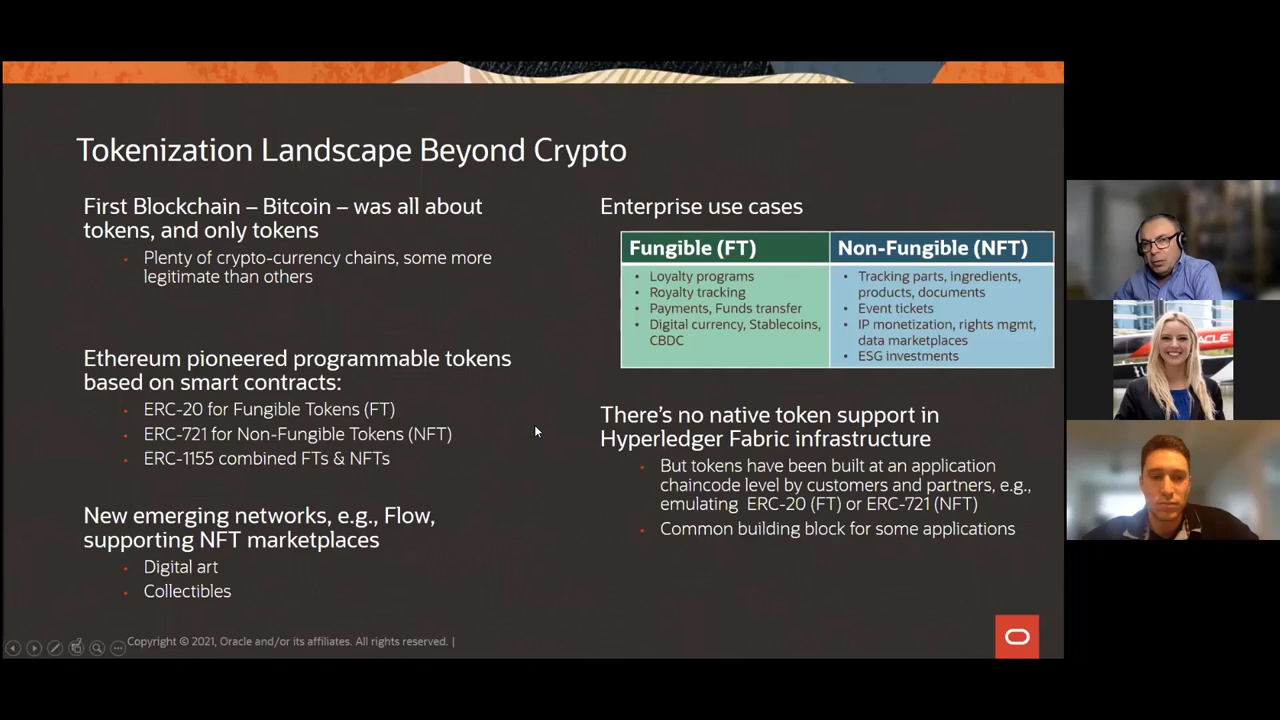 Tokenization Landscape Beyond Crypto
First Blockchain – Bitcoin – was all about
tokens, and only tokens
Plenty of crypto-currency chains, some more
legitimate than others
Ethereum pioneered programmable tokens
based on smart contracts:
ERC-20 for Fungible Tokens (FT)
ERC-721 for Non-Fungible Tokens (NFT)
ERC-1155 combined FTs & NFTs
New emerging networks, e.g., Flow,
supporting NFT marketplaces
Digital art
Collectibles
Enterprise use cases
Fungible (FT)
Loyalty programs
Royalty tracking
Payments, Funds transfer
Digital currency, Stablecoins,
CBDC
Non-Fungible (NFT)
Tracking parts, ingredients,
products, documents
Event tickets
IP monetization, rights mgmt,
data marketplaces
ESG investments
There's no native token support in
Hyperledger Fabric infrastructure
But tokens have been built at an application
chaincode level by customers and partners, e.g.,
emulating ERC-20 (FT) or ERC-721 (NFT)
Common building block for some applications
Copyright © 2021, Oracle and/or its affiliates. All rights reserved. |